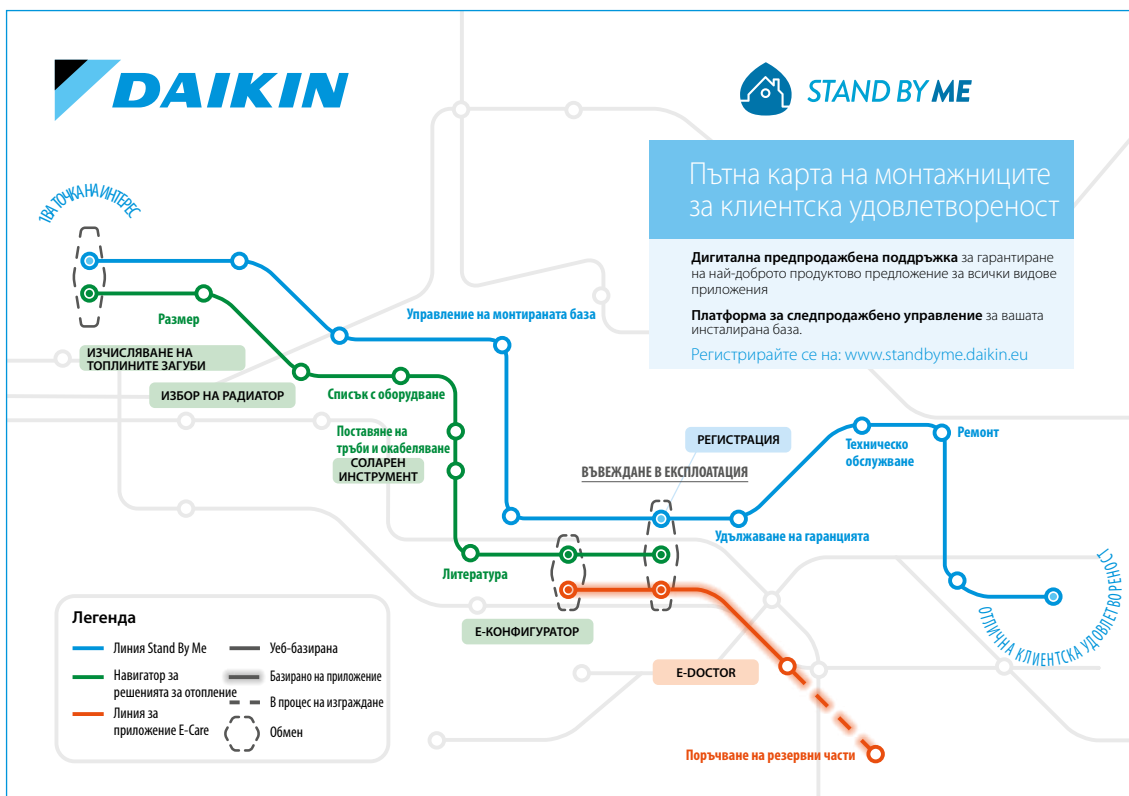 DAIKIN
STAND BY ME
Пътна карта на монтажниците
за клиентска удовлетвореност
Дигитална предпродажбена поддръжка за гарантиране
на най-доброто продуктово предложение за всички видове
приложения
Платформа за следпродажбено управление за вашата
инсталирана база.
Регистрирайте се на: www.standbyme.daikin.eu
1ВА ТОЧКА НА ИНТЕРЕС
Размер
Управление на монтираната база
ИЗЧИСЛЯВАНЕ НА
ТОПЛИНИТЕ ЗАГУБИ
ИЗБОР НА РАДИАТОР
Списък с оборудване
Поставяне на
тръби и окабеляване
СОЛАРЕН
ИНСТРУМЕНТ
РЕГИСТРАЦИЯ
ВЪВЕЖДАНЕ В ЕКСПЛОАТАЦИЯ
Техническо
обслужване
Ремонт
Удължаване на гаранцията
Литература
Е-КОНФИГУРАТОР
ОТЛИЧНА КЛИЕНТСКА УДОВЛЕТВОРЕНОСТ
E-DOCTOR
Поръчване на резервни части
Легенда
Линия Stand By Me
Навигатор за
решенията за отопление
Линия за
приложение E-Care
Уеб-базирана
Базирано на приложение
В процес на изграждане
Обмен